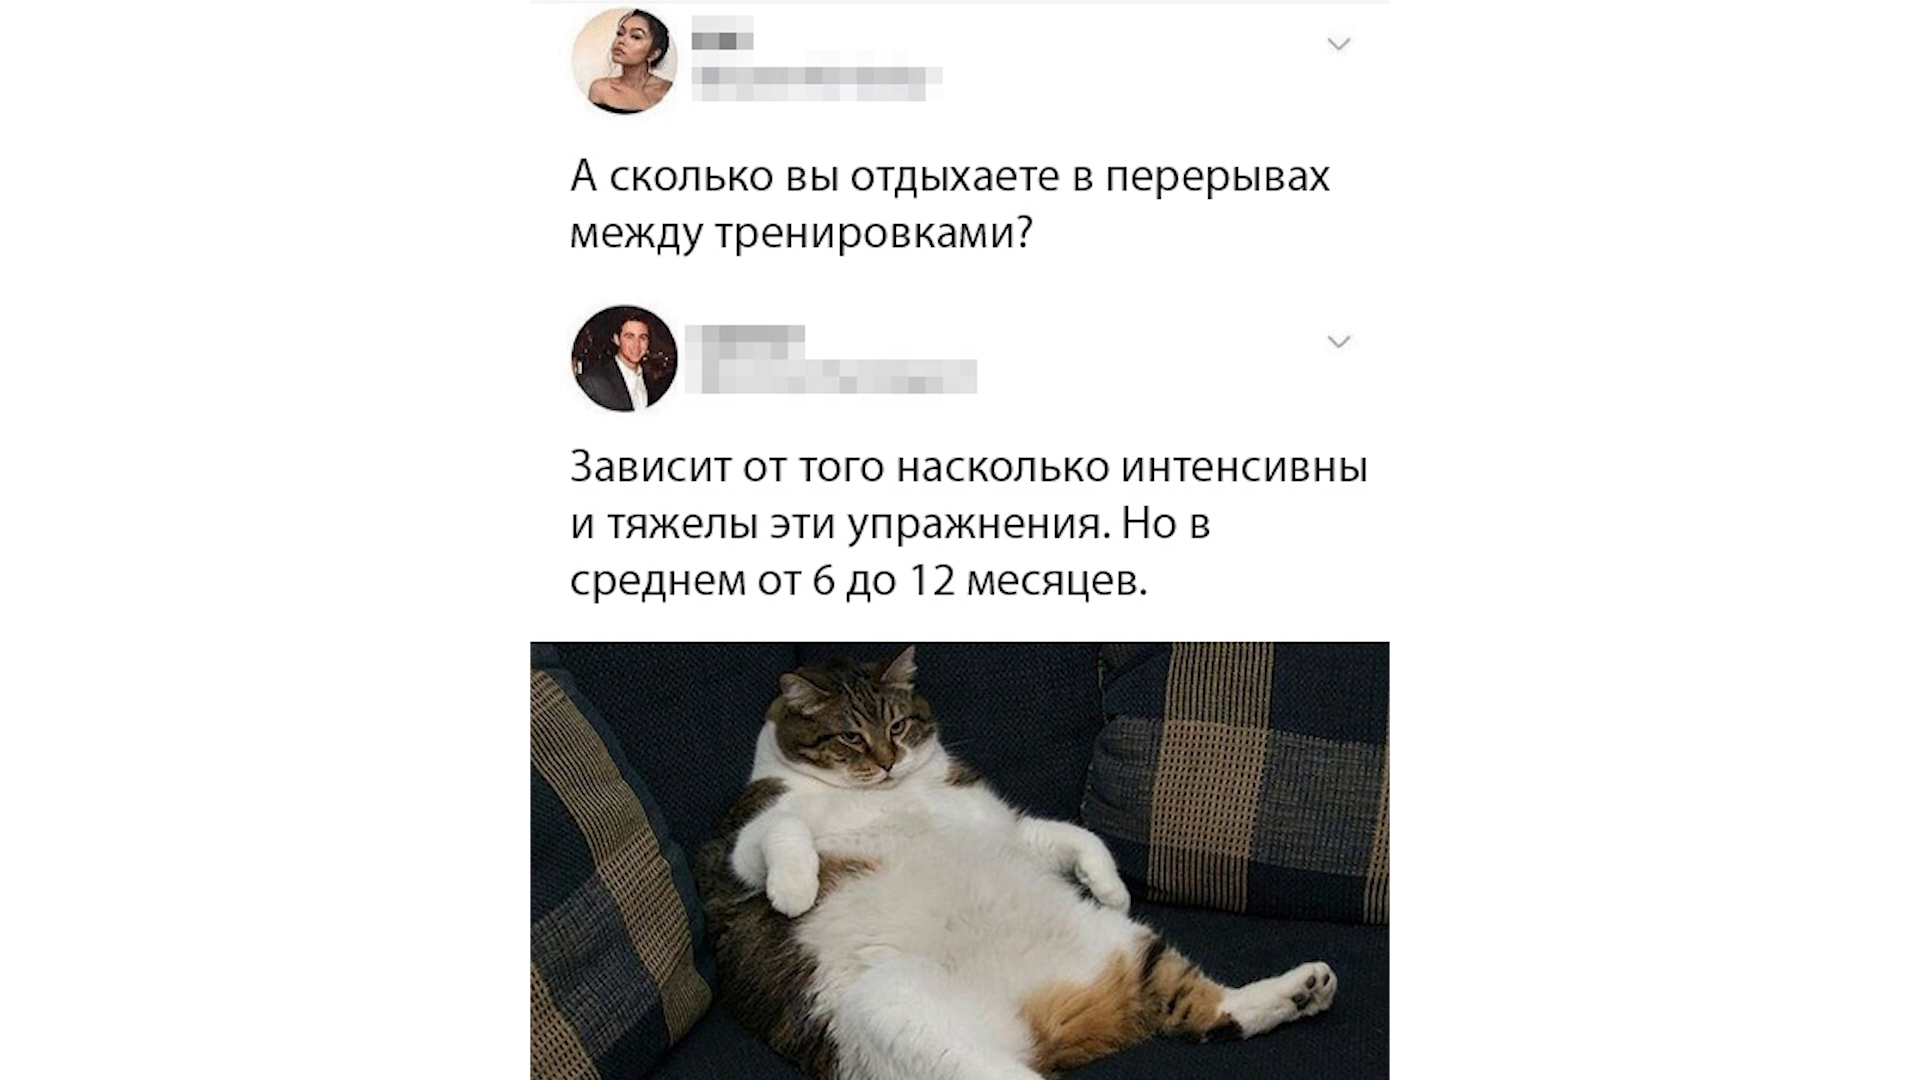 А сколько вы отдыхаете в перерывах
между тренировками?
Зависит от того насколько интенсивны
и тяжелы эти упражнения. Но в
среднем от 6 до 12 месяцев.